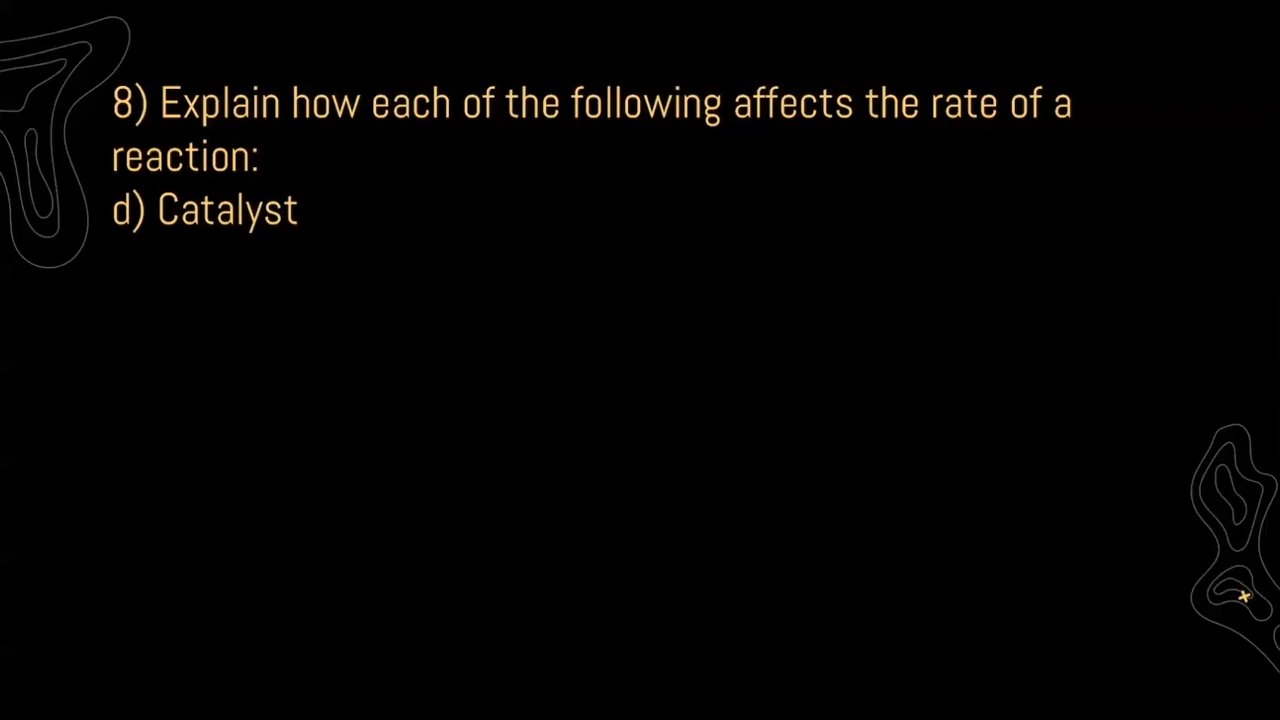 8) Explain how each of the following affects the rate of a
reaction:
d) Catalyst